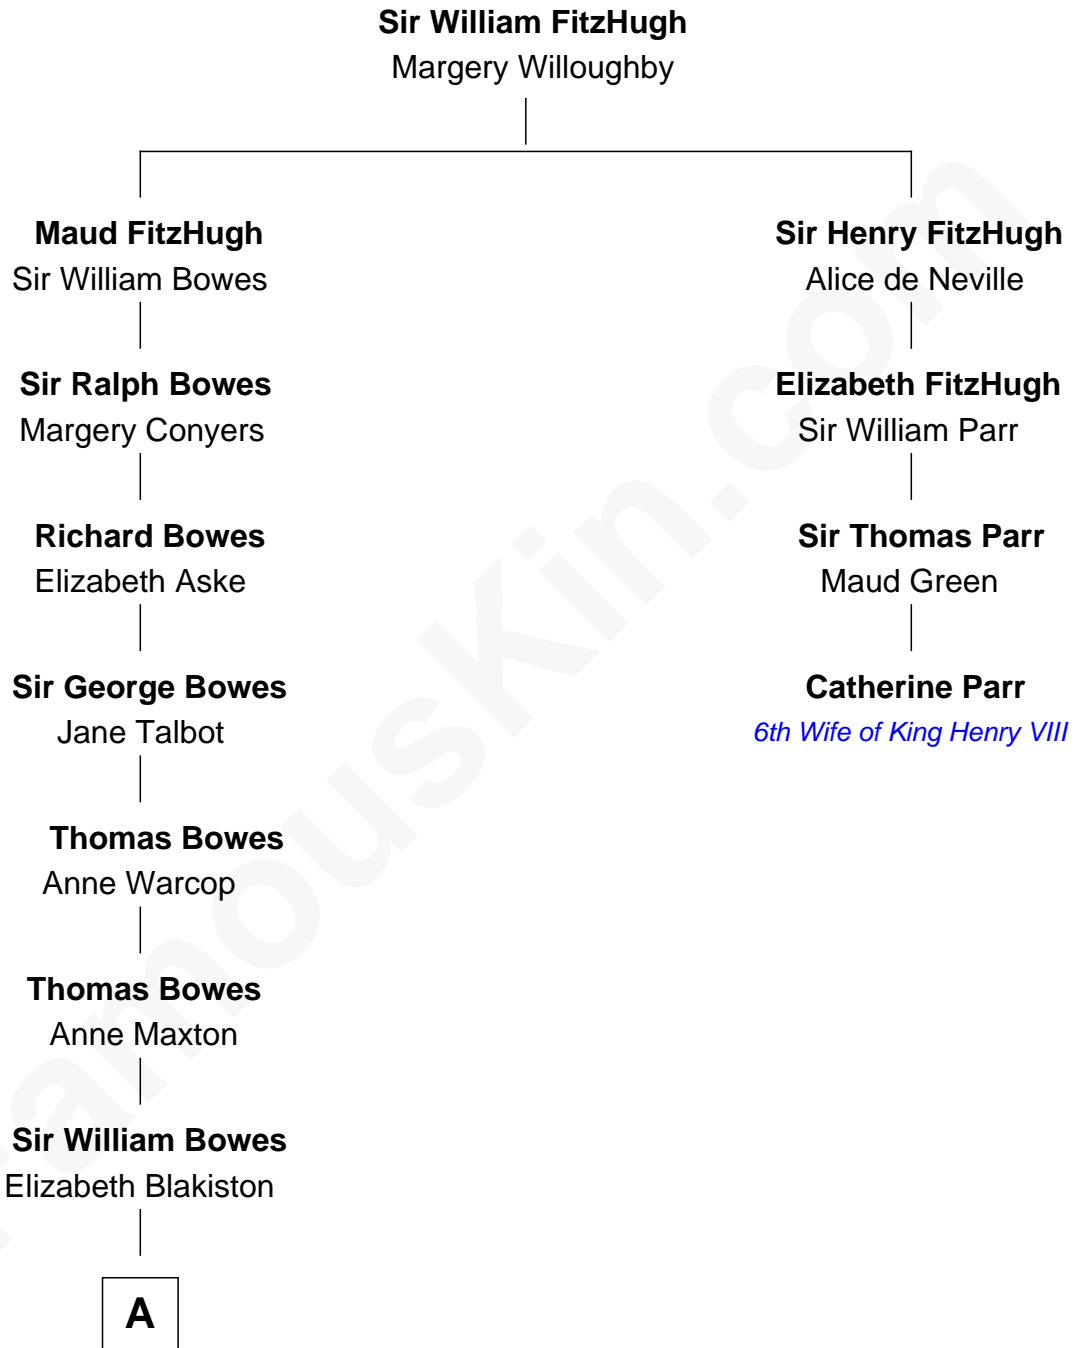 Sir William FitzHugh
Margery Willoughby
Maud FitzHugh
Sir William Bowes
Sir Henry FitzHugh
Alice de Neville
Sir Ralph Bowes
Margery Conyers
Elizabeth FitzHugh
Sir William Parr
Richard Bowes
Elizabeth Aske
Sir Thomas Parr
Maud Green
Sir George Bowes
Jane Talbot
Catherine Parr
6th Wife of King Henry VIII
Thomas Bowes
Anne Warcop
Thomas Bowes
Anne Maxton
Sir William Bowes
Elizabeth Blakiston
A
FamousKin.com